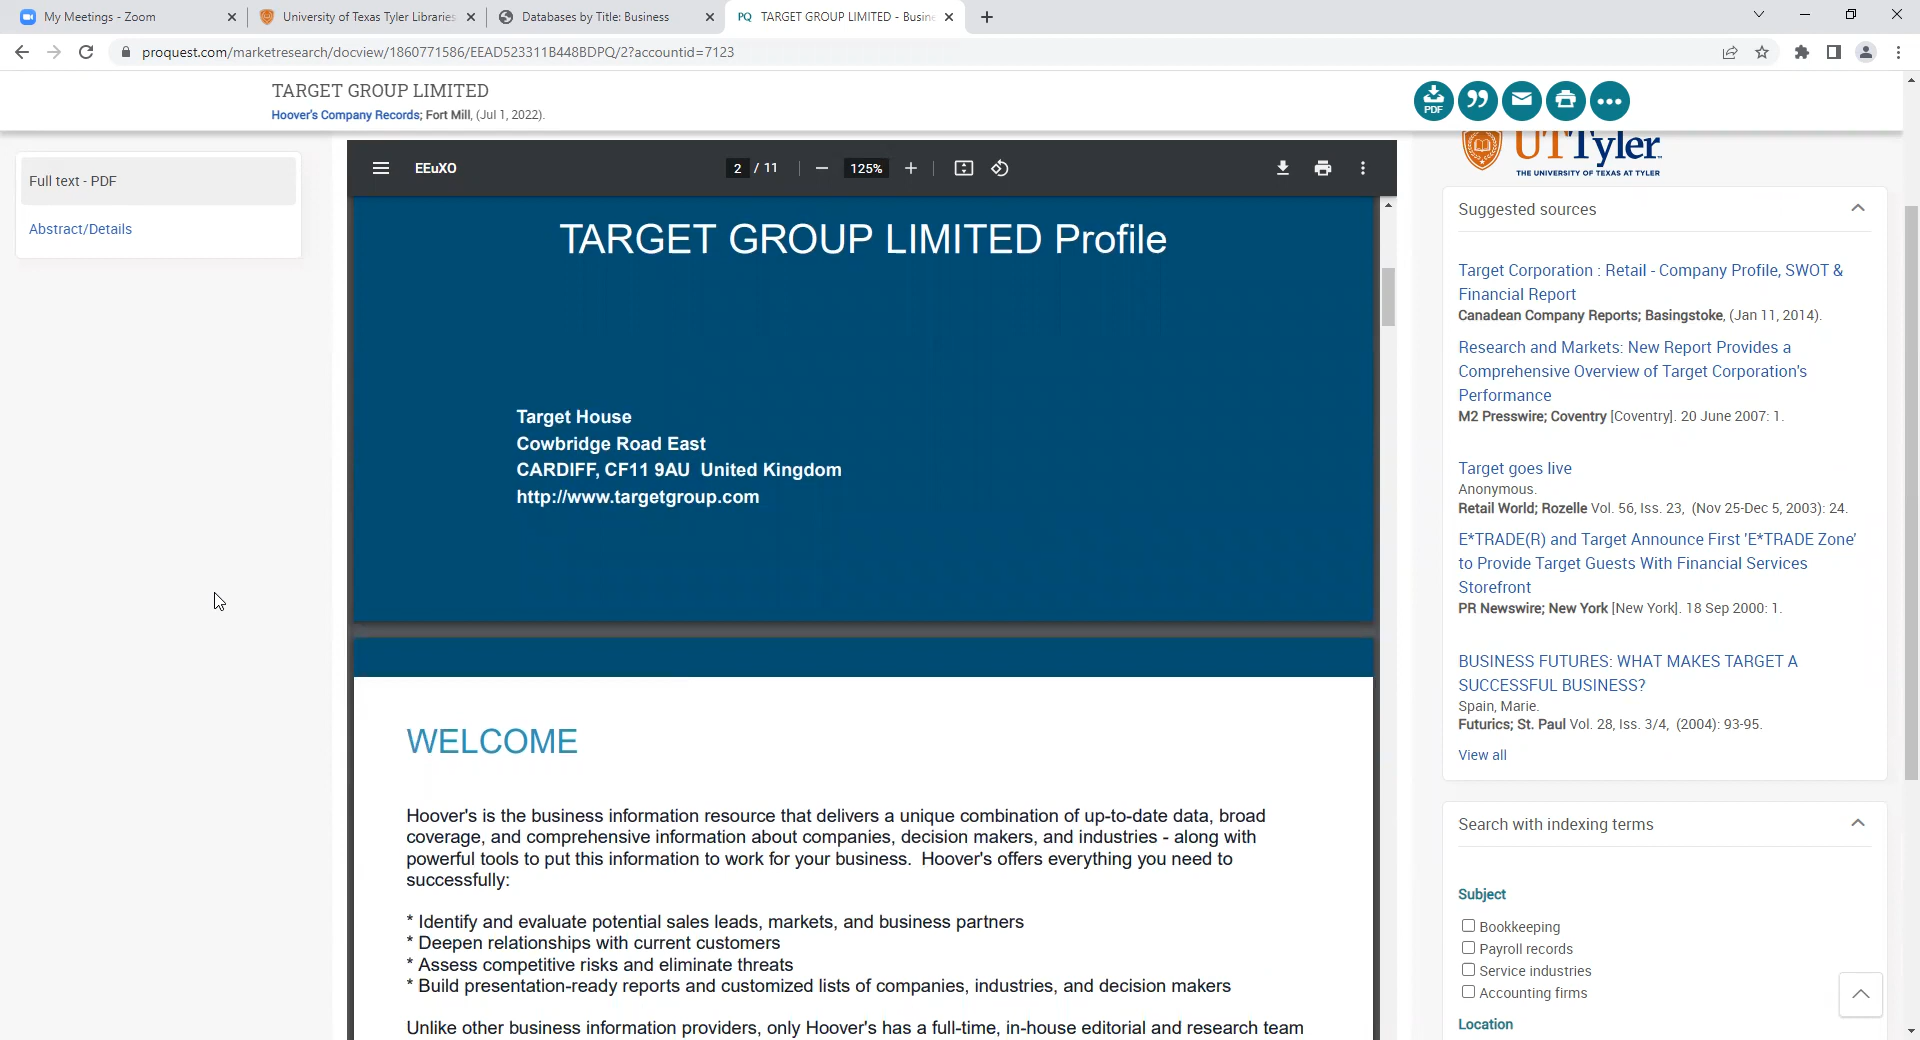 My Meetings - Zoom
University of Texas Tyler Libraries
Databases by Title: Business
PQ TARGET GROUP LIMITED - Busin
proquest.com/marketresearch/docview/1860771586/EEAD523311B448BDPQ/2?accountid=7123
TARGET GROUP LIMITED
Hoover's Company Records; Fort Mill, (Jul 1, 2022).
PDF
Full text - PDF
Abstract/Details
EEuXO
2 / 11
125%
TARGET GROUP LIMITED Profile
Target House
Cowbridge Road East
CARDIFF, CF11 9AU United Kingdom
http://www.targetgroup.com
WELCOME
Hoover's is the business information resource that delivers a unique combination of up-to-date data, broad
coverage, and comprehensive information about companies, decision makers, and industries - along with
powerful tools to put this information to work for your business. Hoover's offers everything you need to
successfully:
* Identify and evaluate potential sales leads, markets, and business partners
* Deepen relationships with current customers
* Assess competitive risks and eliminate threats
* Build presentation-ready reports and customized lists of companies, industries, and decision makers
Unlike other business information providers, only Hoover's has a full-time, in-house editorial and research team
UT Tyler
THE UNIVERSITY OF TEXAS AT TYLER
Suggested sources
Target Corporation : Retail - Company Profile, SWOT &
Financial Report
Canadean Company Reports; Basingstoke, (Jan 11, 2014).
Research and Markets: New Report Provides a
Comprehensive Overview of Target Corporation's
Performance
M2 Presswire; Coventry [Coventry]. 20 June 2007: 1.
Target goes live
Anonymous.
Retail World; Rozelle Vol. 56, Iss. 23, (Nov 25-Dec 5, 2003): 24.
E*TRADE(R) and Target Announce First 'E*TRADE Zone'
to Provide Target Guests With Financial Services
Storefront
PR Newswire; New York [New York]. 18 Sep 2000: 1.
BUSINESS FUTURES: WHAT MAKES TARGET A
SUCCESSFUL BUSINESS?
Spain, Marie.
Futurics; St. Paul Vol. 28, Iss. 3/4, (2004): 93-95.
View all
Search with indexing terms
Subject
Bookkeeping
Payroll records
Service industries
Accounting firms
Location